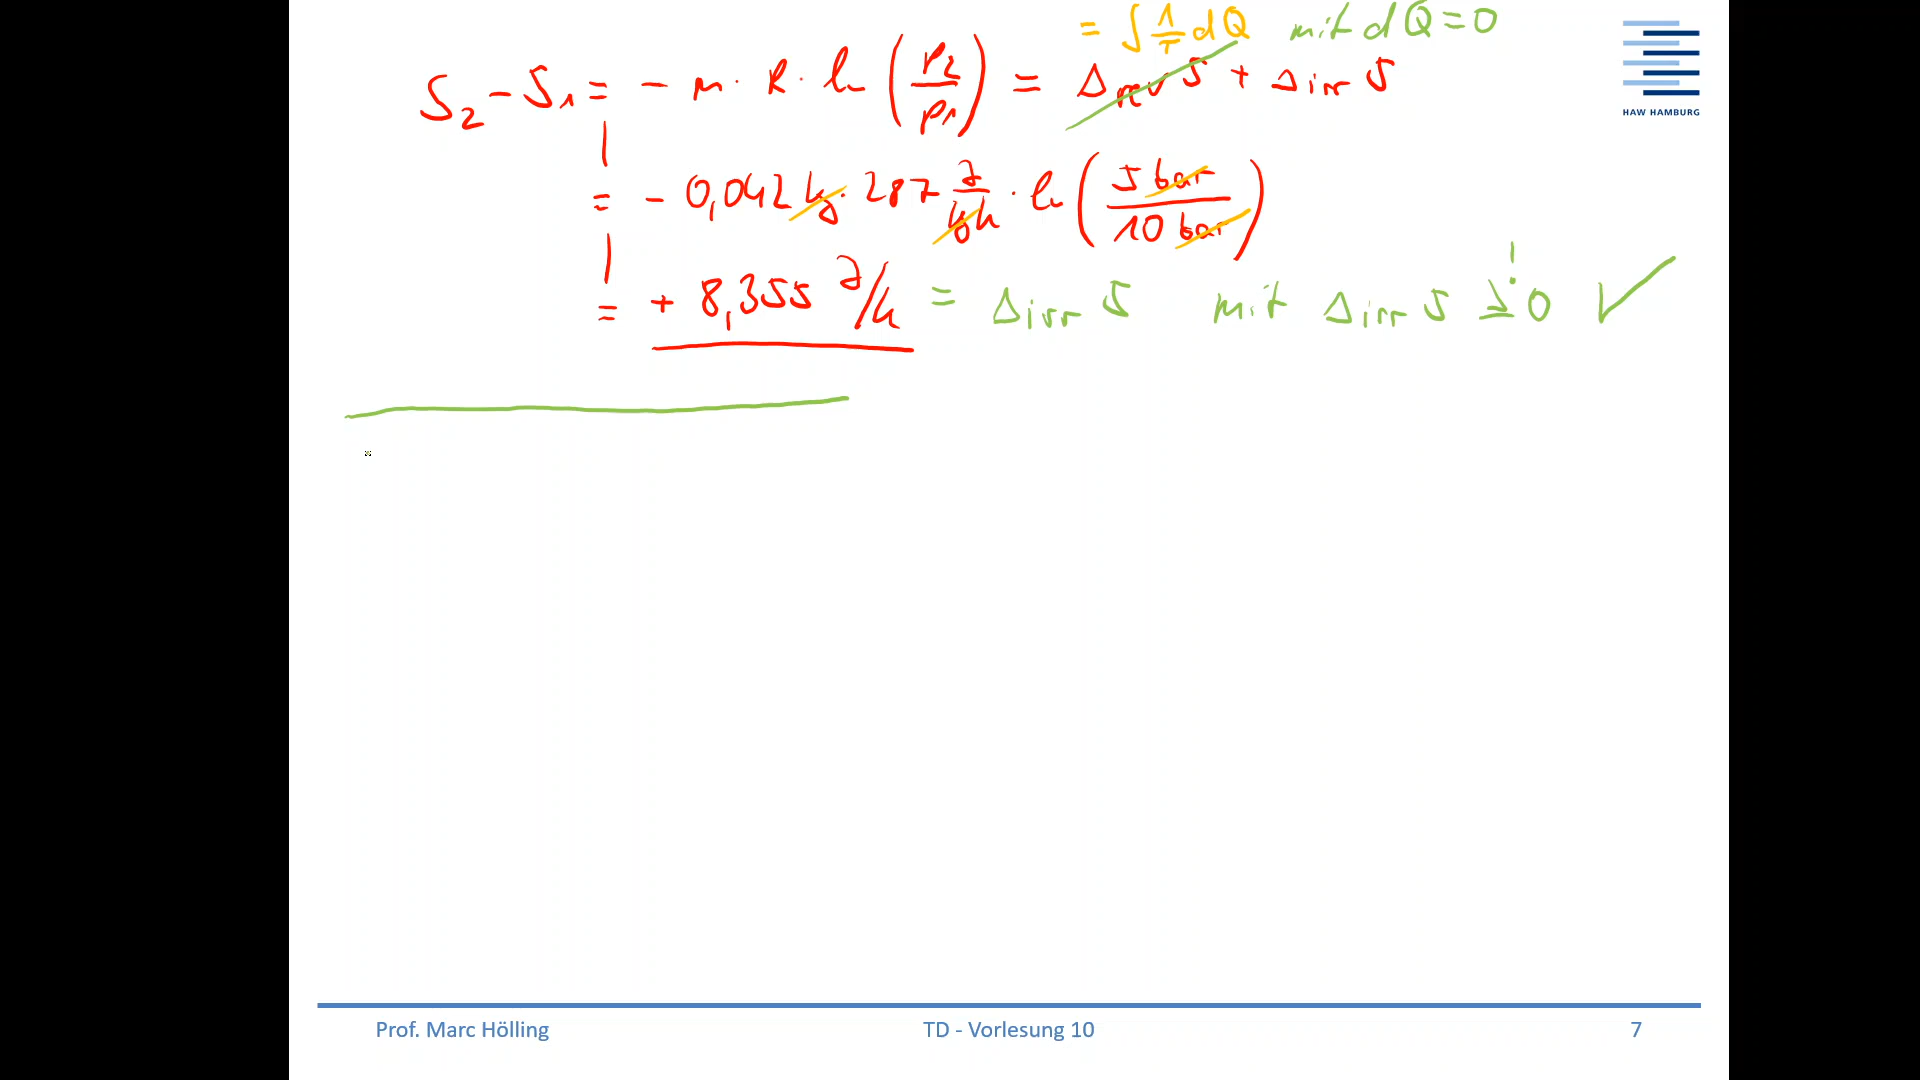 = ∫ 1/T dQ mit dQ = 0
S₂ - S₁ = - m · R · ln (p₂/p₁) = Δrev S + Δirr S
= - 0,042 kg · 287 J/kgK · ln (5 bar/10 bar)
= + 8,355 J/K = Δirr S mit Δirr S ≥! 0 ✓
HAW HAMBURG
Prof. Marc Hölling
TD - Vorlesung 10
7